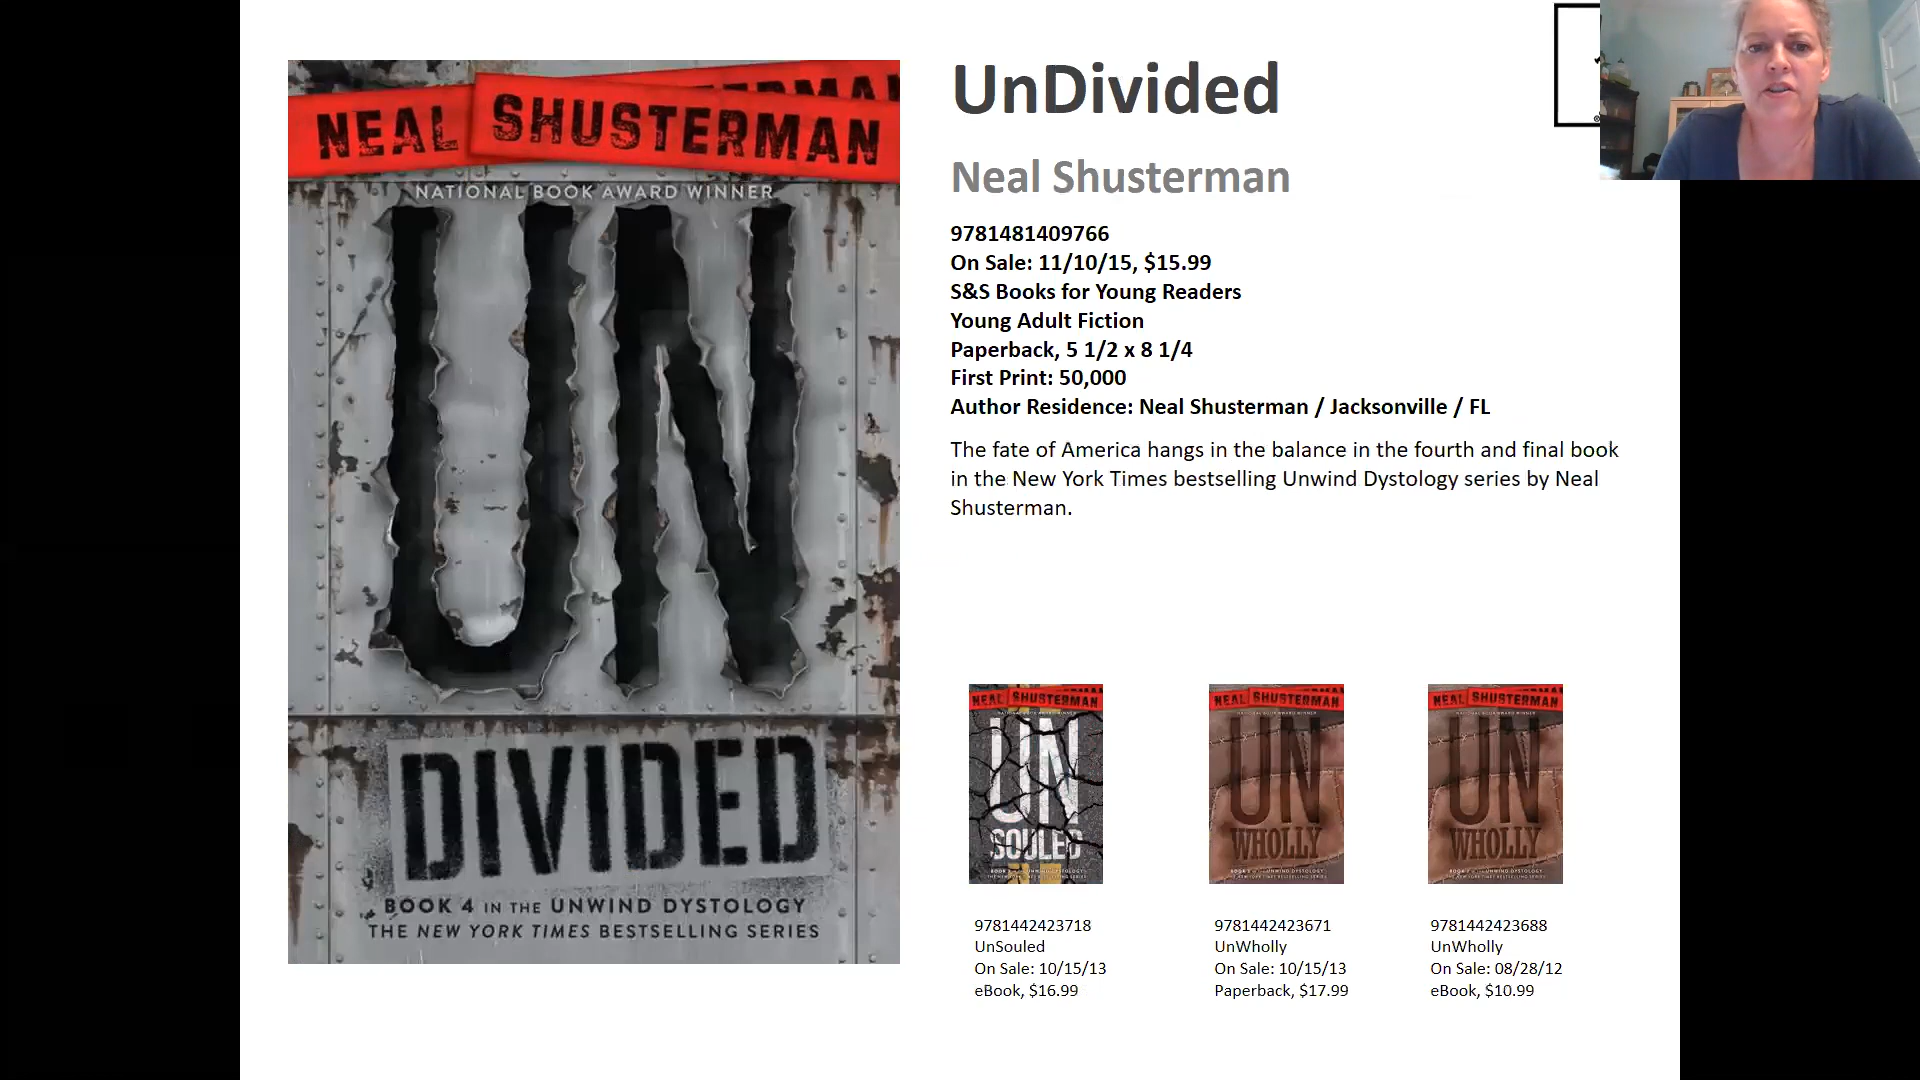 NEAL SHUSTERMAN
NATIONAL BOOK AWARD WINNER
UN
DIVIDED
BOOK 4 IN THE UNWIND DYSTOLOGY
THE NEW YORK TIMES BESTSELLING SERIES
UnDivided
Neal Shusterman
9781481409766
On Sale: 11/10/15, $15.99
S&S Books for Young Readers
Young Adult Fiction
Paperback, 5 1/2 x 8 1/4
First Print: 50,000
Author Residence: Neal Shusterman / Jacksonville / FL
The fate of America hangs in the balance in the fourth and final book
in the New York Times bestselling Unwind Dystology series by Neal
Shusterman.
NEAL SHUSTERMAN
UN
SOULED
9781442423718
UnSouled
On Sale: 10/15/13
eBook, $16.99
NEAL SHUSTERMAN
UN
WHOLLY
9781442423671
UnWholly
On Sale: 10/15/13
Paperback, $17.99
NEAL SHUSTERMAN
UN
WHOLLY
9781442423688
UnWholly
On Sale: 08/28/12
eBook, $10.99